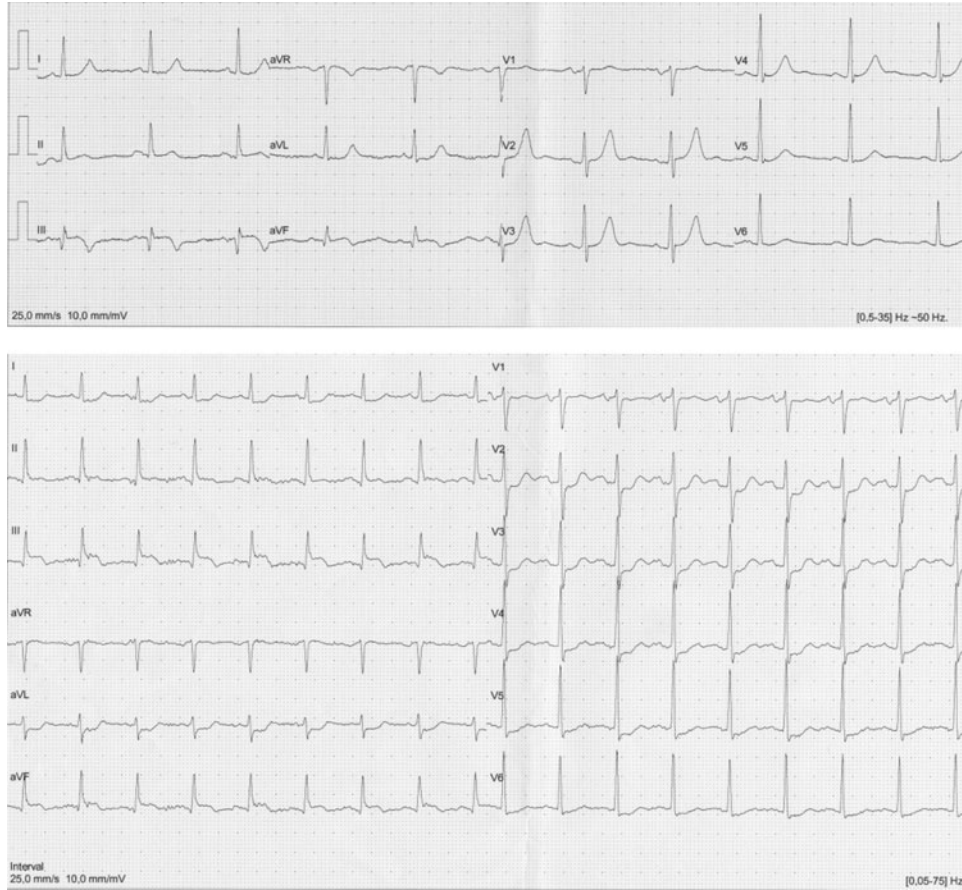 I aVR V1 V4
II aVL V2 V5
III aVF V3 V6
25,0 mm/s 10,0 mm/mV [0,5-35] Hz ~50 Hz.
I V1
II V2
III V3
aVR V4
aVL V5
aVF V6
Interval
25,0 mm/s 10,0 mm/mV [0,05-75] Hz